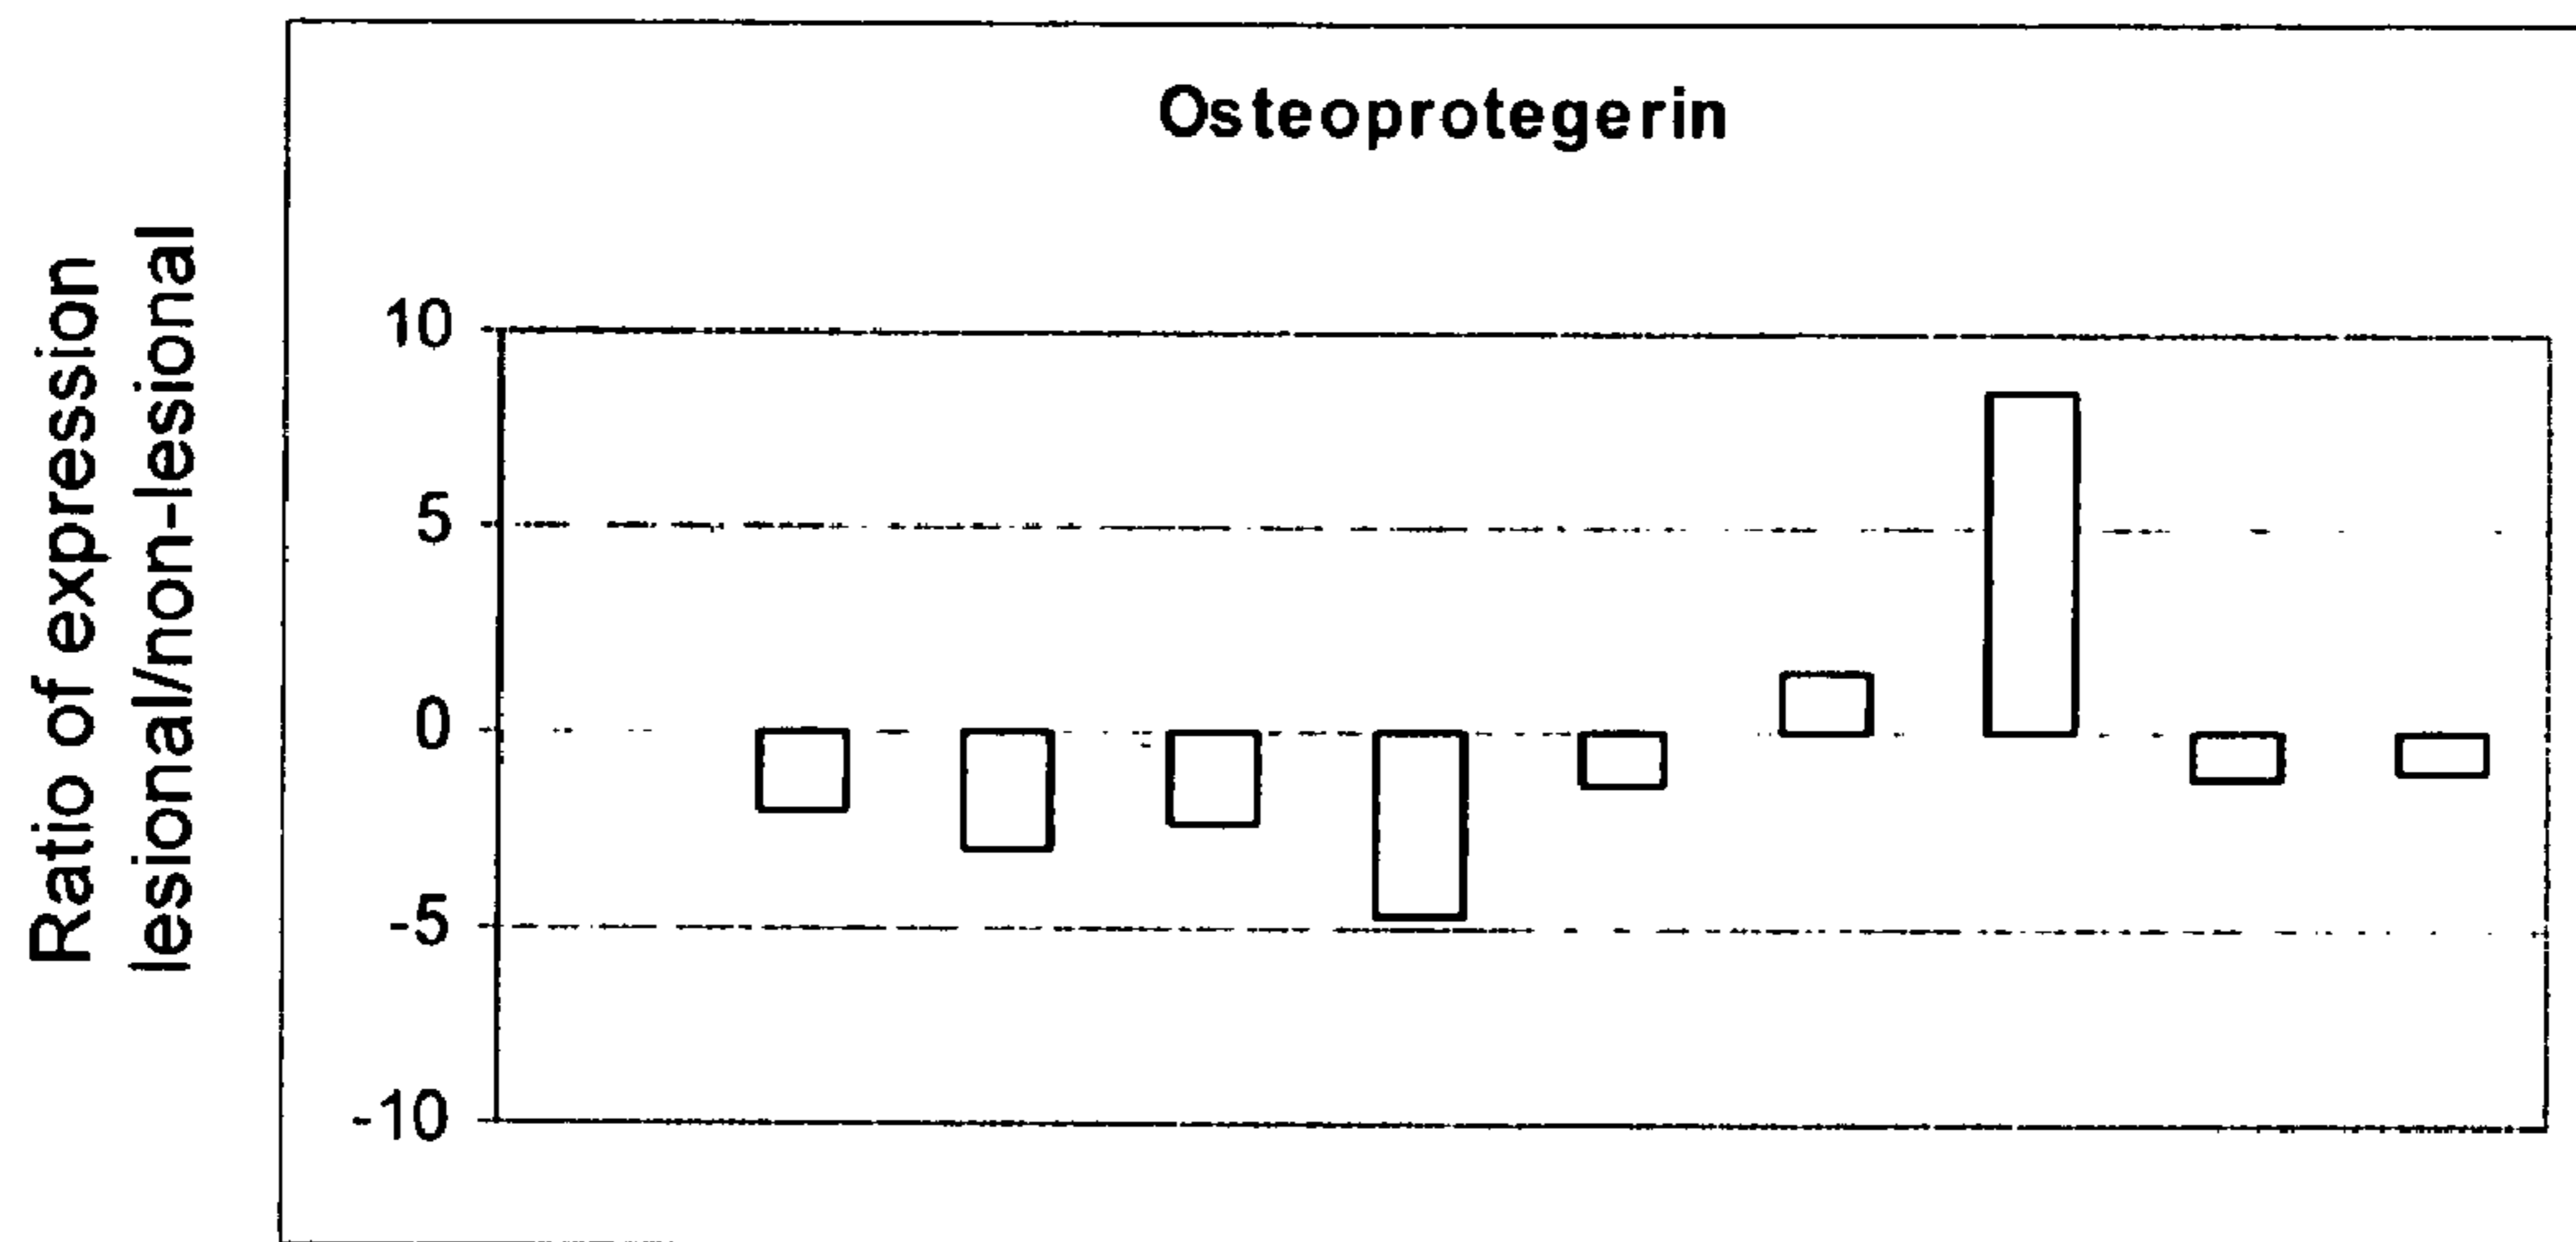 Osteoprotegerin
Ratio of expression
lesional/non-lesional
10
5
0
-5
-10